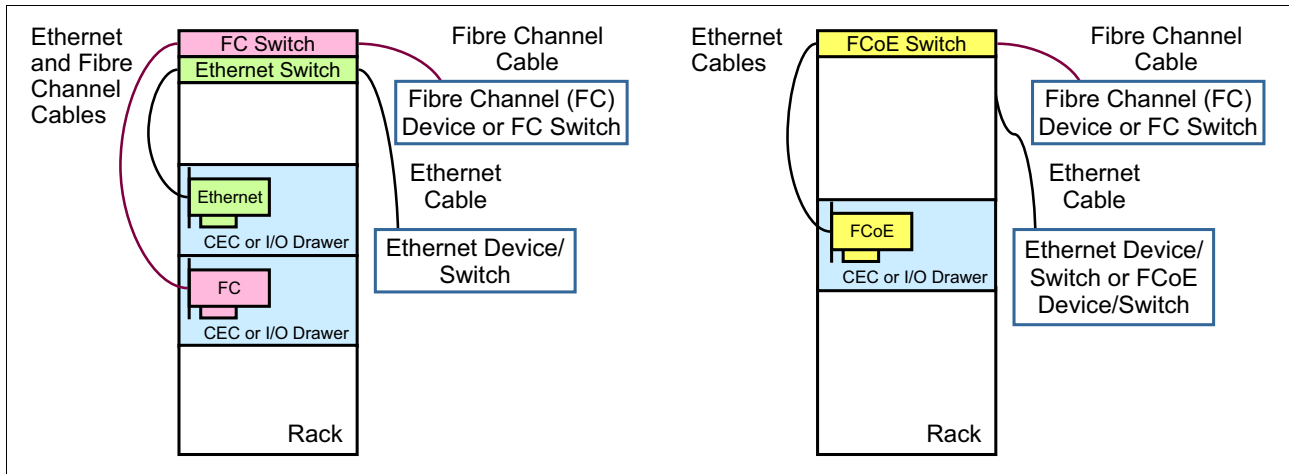 Ethernet
and Fibre
Channel
Cables
FC Switch
Ethernet Switch
Fibre Channel
Cable
Fibre Channel (FC)
Device or FC Switch
Ethernet
Cable
Ethernet Device/
Switch
Ethernet
CEC or I/O Drawer
FC
CEC or I/O Drawer
Rack
Ethernet
Cables
FCoE Switch
Fibre Channel
Cable
Fibre Channel (FC)
Device or FC Switch
Ethernet
Cable
Ethernet Device/
Switch or FCoE
Device/Switch
FCoE
CEC or I/O Drawer
Rack